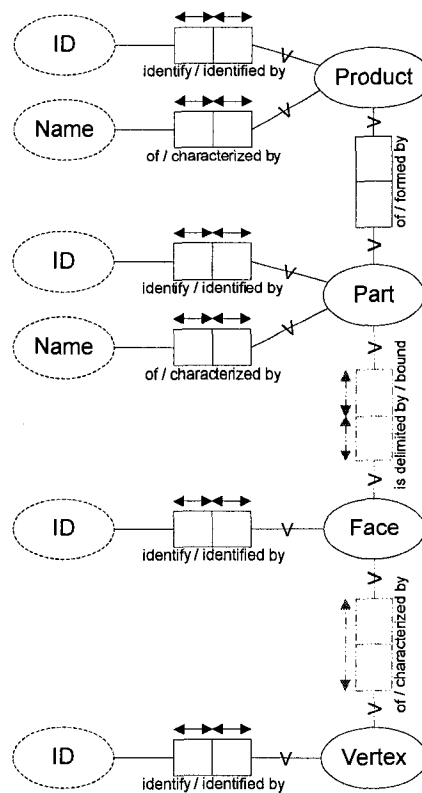 ID
identify / identified by
Product
Name
of / characterized by
of / formed by
ID
identify / identified by
Part
Name
of / characterized by
is delimited by / bound
ID
identify / identified by
Face
of / characterized by
ID
identify / identified by
Vertex